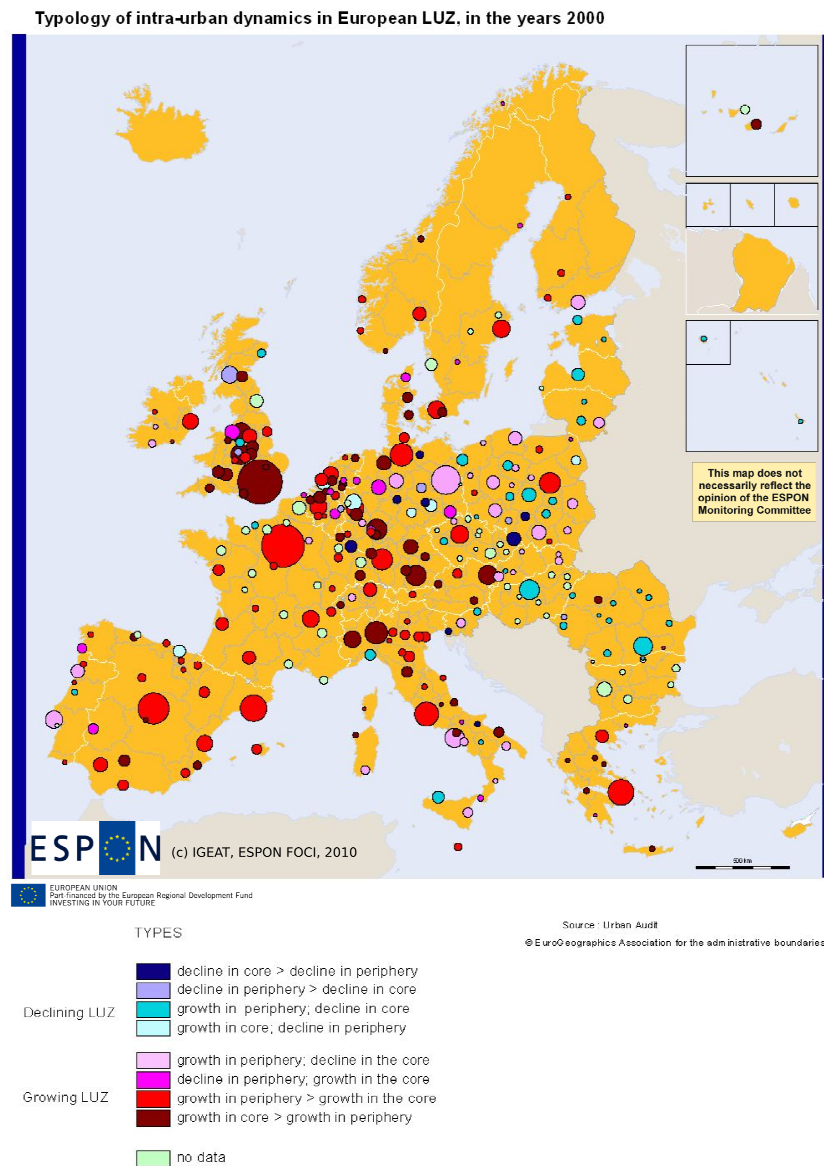 Typology of intra-urban dynamics in European LUZ, in the years 2000
This map does not
necessarily reflect the
opinion of the ESPON
Monitoring Committee
ESPON
(c) IGEAT, ESPON FOCI, 2010
500 km
EUROPEAN UNION
Part-financed by the European Regional Development Fund
INVESTING IN YOUR FUTURE
Source : Urban Audit
© EuroGeographics Association for the administrative boundaries
TYPES
Declining LUZ
decline in core > decline in periphery
decline in periphery > decline in core
growth in periphery; decline in core
growth in core; decline in periphery
Growing LUZ
growth in periphery; decline in the core
decline in periphery; growth in the core
growth in periphery > growth in the core
growth in core > growth in periphery
no data